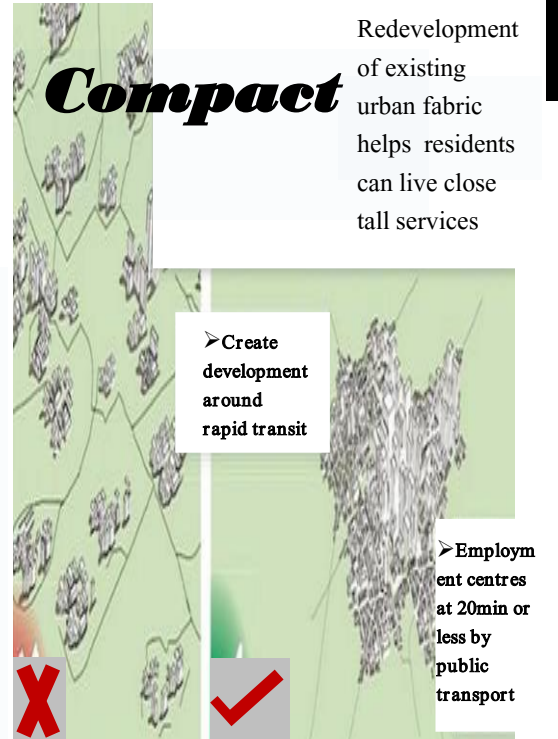 Compact
Redevelopment
of existing
urban fabric
helps residents
can live close
tall services
➢Create
development
around
rapid transit
➢Employm
ent centres
at 20min or
less by
public
transport